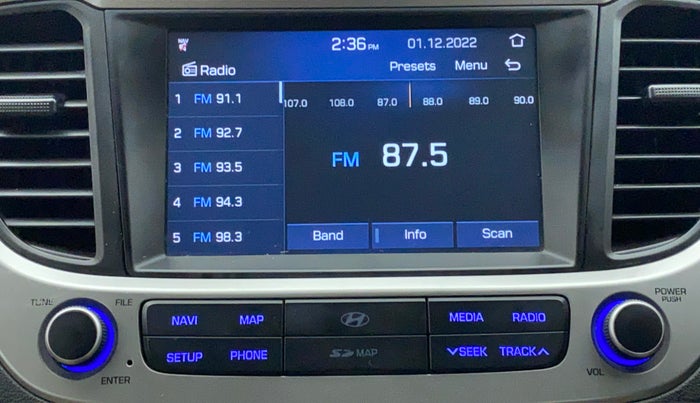 NAV 2:36 PM 01.12.2022
Radio Presets Menu
1 FM 91.1
107.0 108.0 87.0 88.0 89.0 90.0
2 FM 92.7
3 FM 93.5
FM 87.5
4 FM 94.3
5 FM 98.3
Band Info Scan
TUNE FILE
POWER PUSH
NAVI MAP MEDIA RADIO
SETUP PHONE SD MAP SEEK TRACK
ENTER
VOL